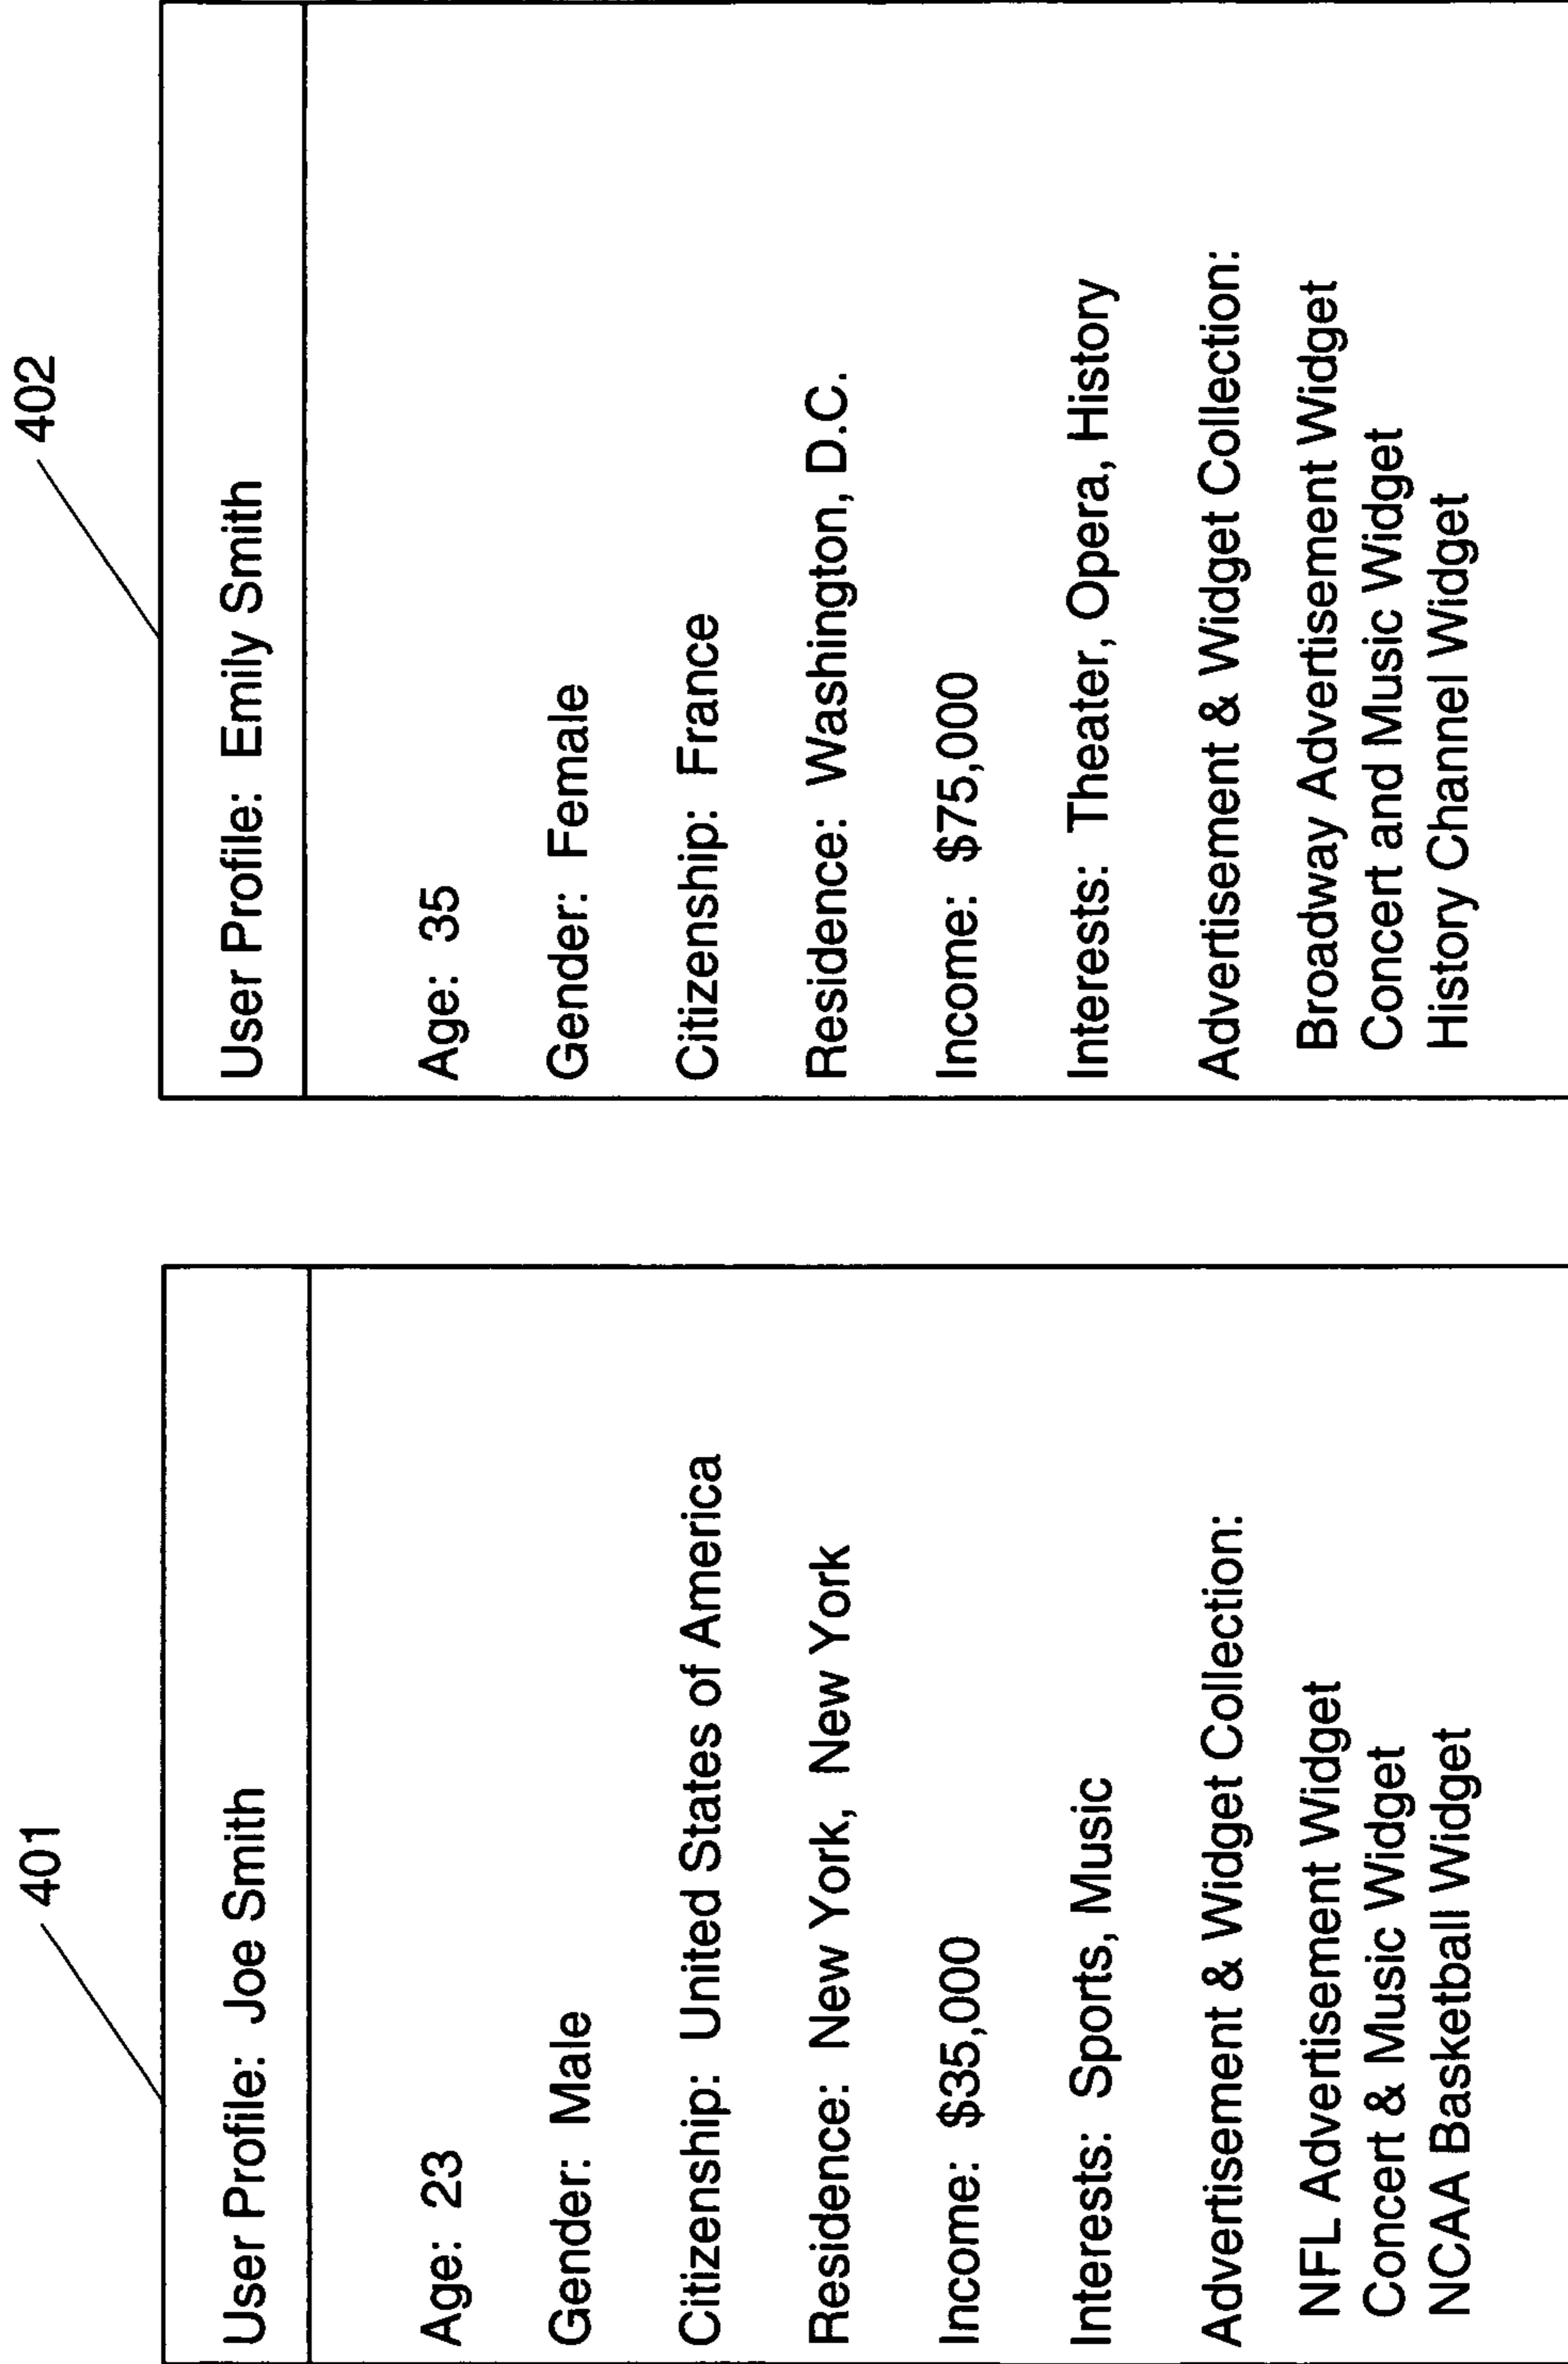 401
User Profile: Joe Smith
Age: 23
Gender: Male
Citizenship: United States of America
Residence: New York, New York
Income: $35,000
Interests: Sports, Music
Advertisement & Widget Collection:
NFL Advertisement Widget
Concert & Music Widget
NCAA Basketball Widget
402
User Profile: Emily Smith
Age: 35
Gender: Female
Citizenship: France
Residence: Washington, D.C.
Income: $75,000
Interests: Theater, Opera, History
Advertisement & Widget Collection:
Broadway Advertisement Widget
Concert and Music Widget
History Channel Widget